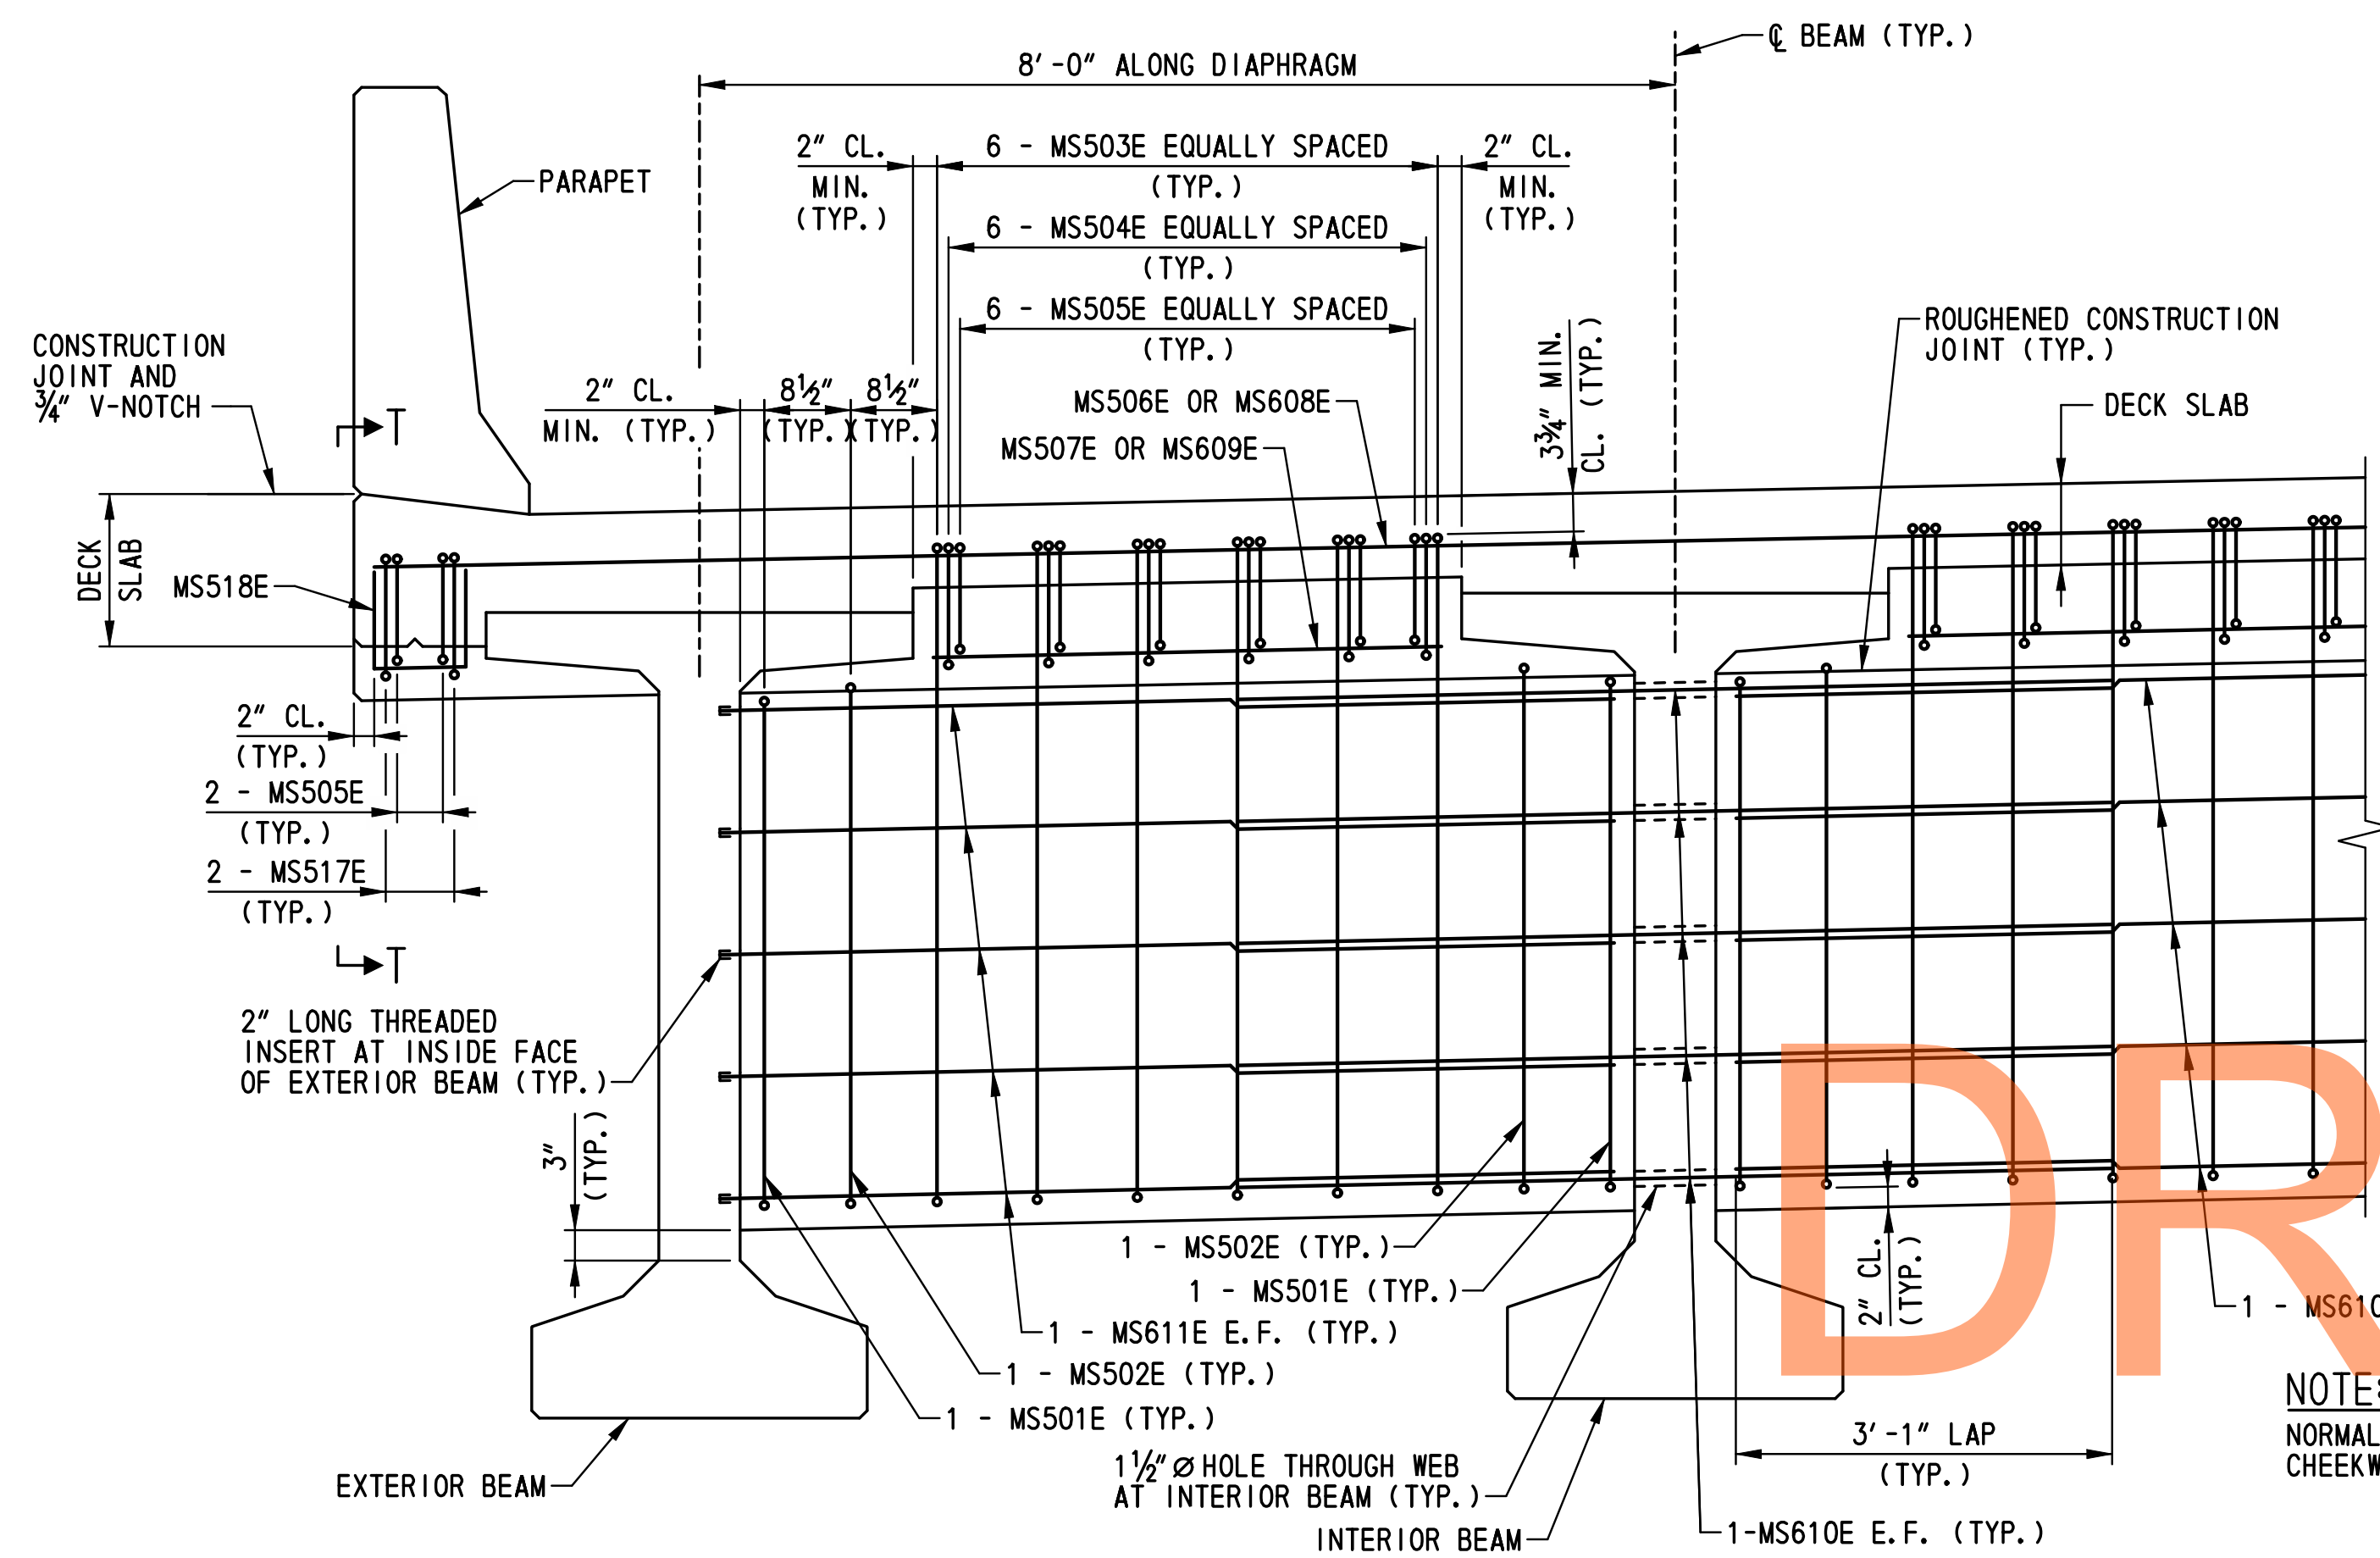 ℄ BEAM (TYP.)
8'-0" ALONG DIAPHRAGM
2" CL.
MIN.
(TYP.)
6 - MS503E EQUALLY SPACED
(TYP.)
2" CL.
MIN.
(TYP.)
PARAPET
6 - MS504E EQUALLY SPACED
(TYP.)
6 - MS505E EQUALLY SPACED
(TYP.)
3¾" MIN.
CL. (TYP.)
ROUGHENED CONSTRUCTION
JOINT (TYP.)
CONSTRUCTION
JOINT AND
¾" V-NOTCH
T
2" CL.
MIN. (TYP.)
8½"
(TYP.)
8½"
(TYP.)
MS506E OR MS608E
MS507E OR MS609E
DECK SLAB
DECK
SLAB
MS518E
2" CL.
(TYP.)
2 - MS505E
(TYP.)
2 - MS517E
(TYP.)
T
2" LONG THREADED
INSERT AT INSIDE FACE
OF EXTERIOR BEAM (TYP.)
3"
(TYP.)
1 - MS502E (TYP.)
1 - MS501E (TYP.)
1 - MS611E E.F. (TYP.)
1 - MS502E (TYP.)
1 - MS501E (TYP.)
2" CL.
(TYP.)
1 - MS610
DR
EXTERIOR BEAM
1½" Ø HOLE THROUGH WEB
AT INTERIOR BEAM (TYP.)
INTERIOR BEAM
3'-1" LAP
(TYP.)
1-MS610E E.F. (TYP.)
NOTES
NORMAL
CHEEKW